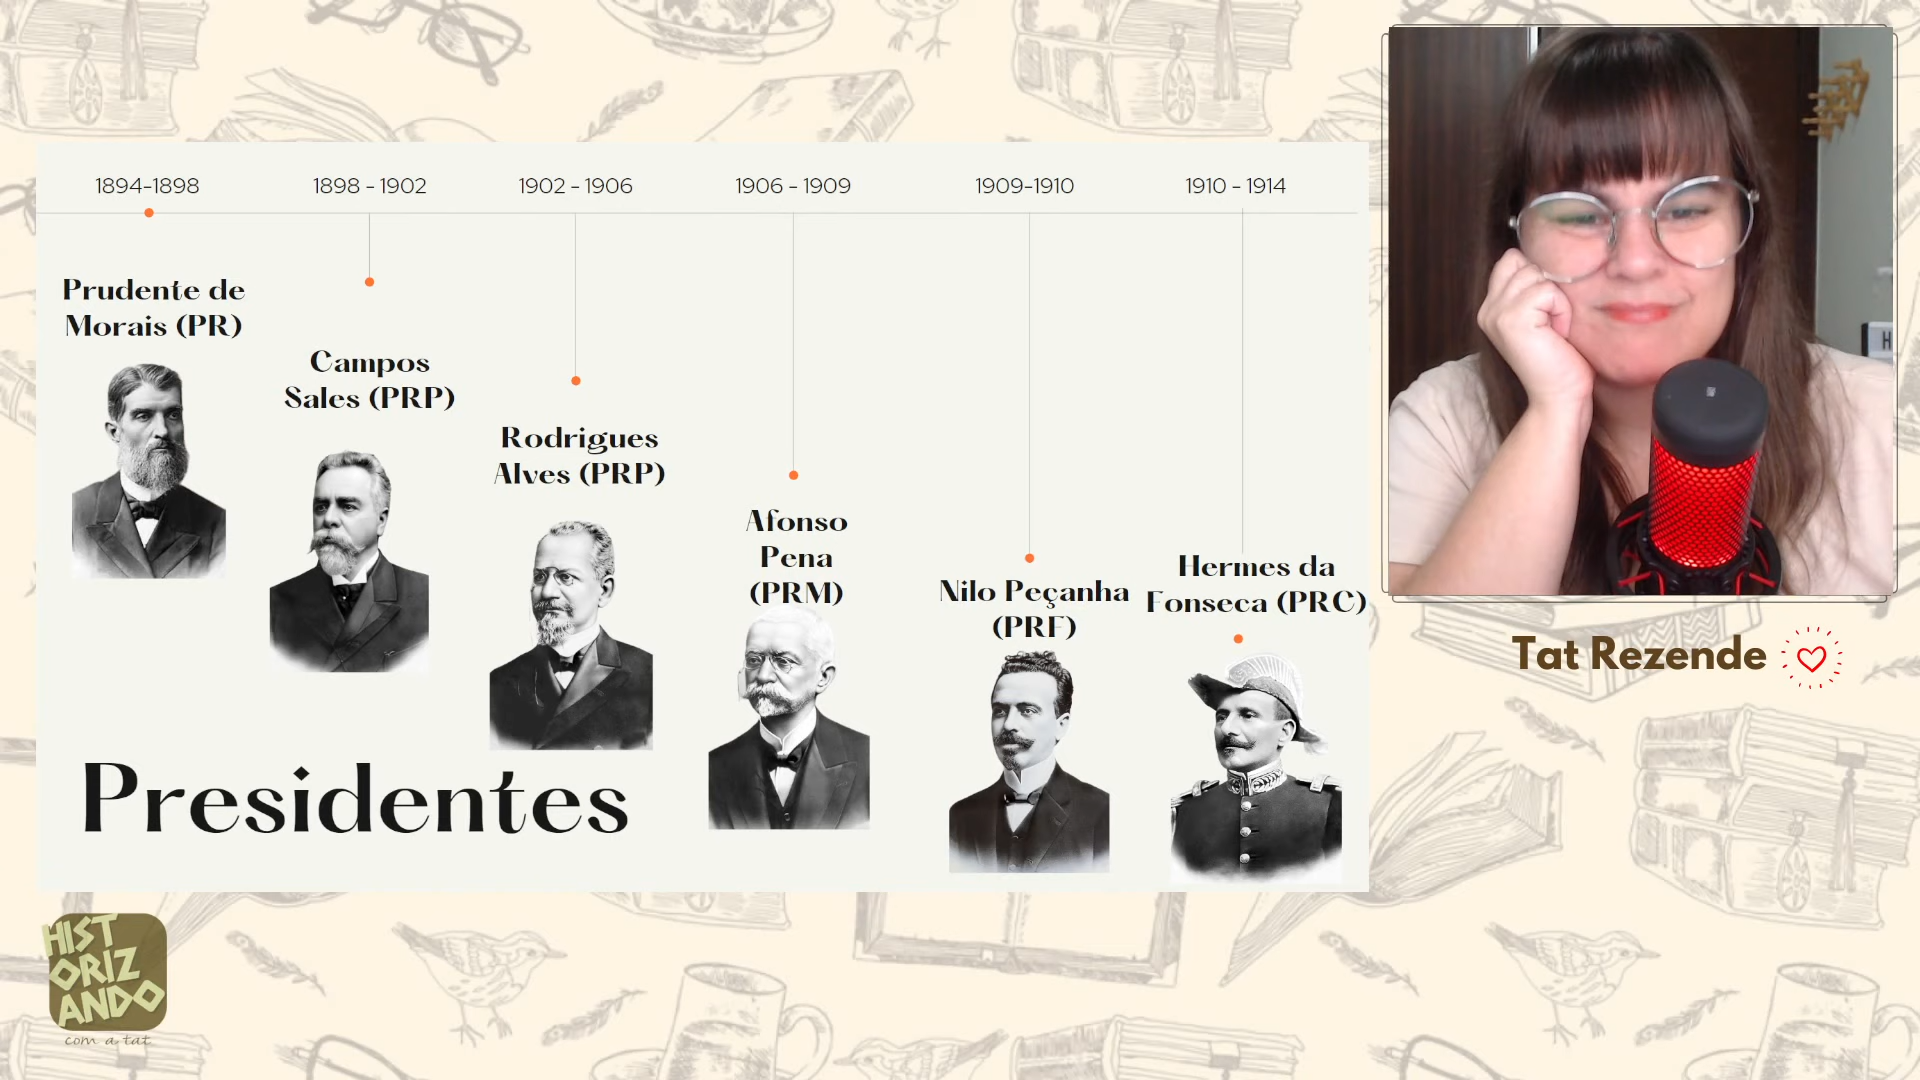 1894-1898
1898 - 1902
1902 - 1906
1906 - 1909
1909-1910
1910 - 1914
Prudente de
Morais (PR)
Campos
Sales (PRP)
Rodrigues
Alves (PRP)
Afonso
Pena
(PRM)
Nilo Peçanha
(PRF)
Hermes da
Fonseca (PRC)
Presidentes
Tat Rezende
HIST
ORIZ
ANDO
com a tat
H